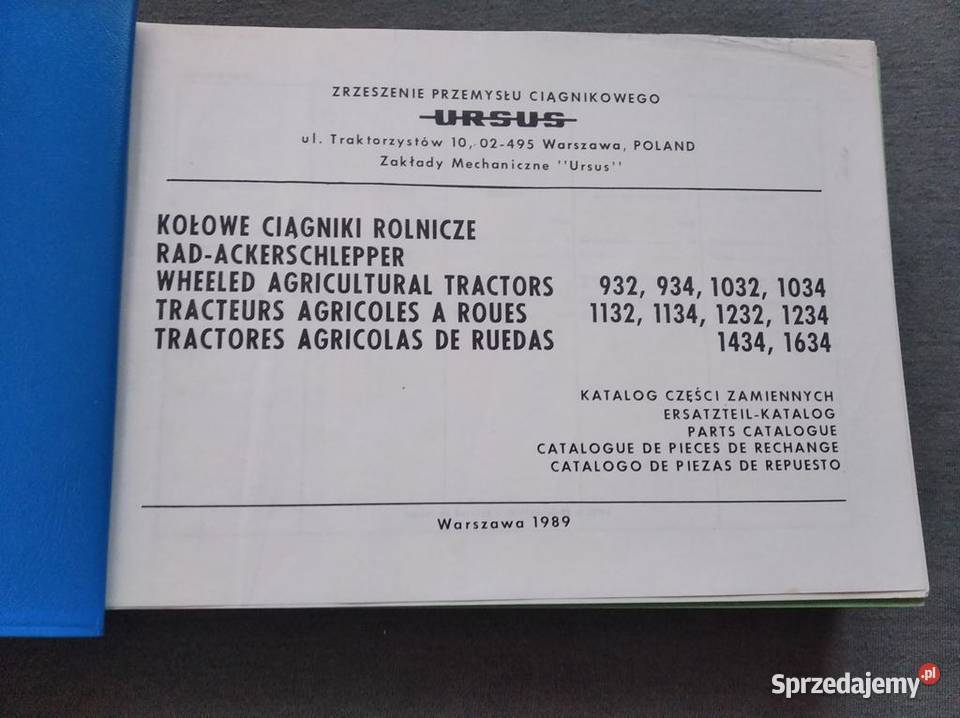 ZRZESZENIE PRZEMYSŁU CIĄGNIKOWEGO
URSUS
ul. Traktorzystów 10, 02-495 Warszawa, POLAND
Zakłady Mechaniczne ''Ursus''
KOŁOWE CIĄGNIKI ROLNICZE
RAD-ACKERSCHLEPPER
WHEELED AGRICULTURAL TRACTORS 932, 934, 1032, 1034
TRACTEURS AGRICOLES A ROUES 1132, 1134, 1232, 1234
TRACTORES AGRICOLAS DE RUEDAS 1434, 1634
KATALOG CZĘŚCI ZAMIENNYCH
ERSATZTEIL-KATALOG
PARTS CATALOGUE
CATALOGUE DE PIECES DE RECHANGE
CATALOGO DE PIEZAS DE REPUESTO
Warszawa 1989
Sprzedajemy.pl